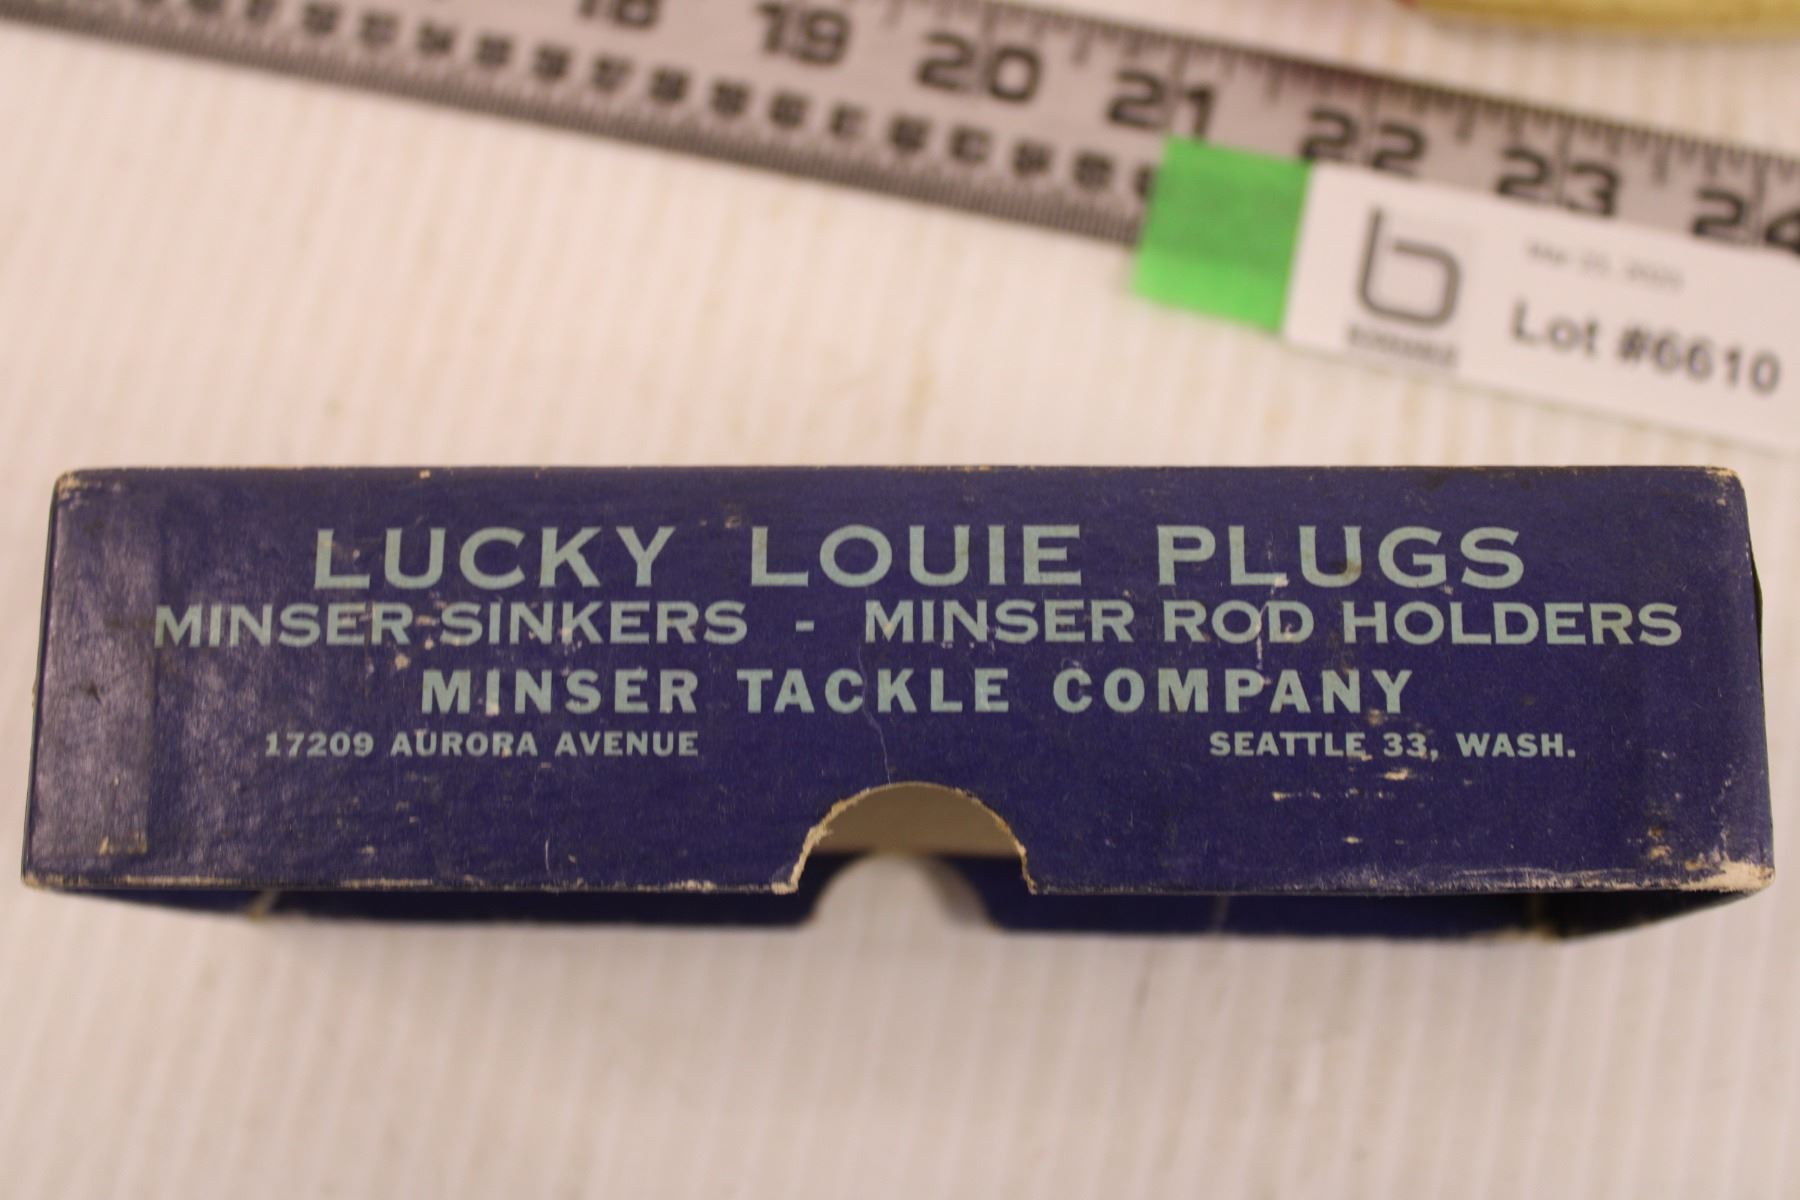 18 19 20 21 22 23 24
Lot #6610
LUCKY LOUIE PLUGS
MINSER SINKERS - MINSER ROD HOLDERS
MINSER TACKLE COMPANY
17209 AURORA AVENUE SEATTLE 33, WASH.